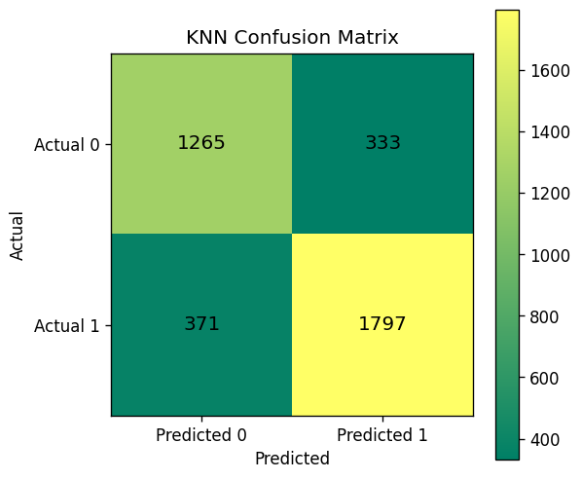 KNN Confusion Matrix
Actual
Actual 0
1265
333
Actual 1
371
1797
Predicted 0
Predicted 1
Predicted
1600
1400
1200
1000
800
600
400